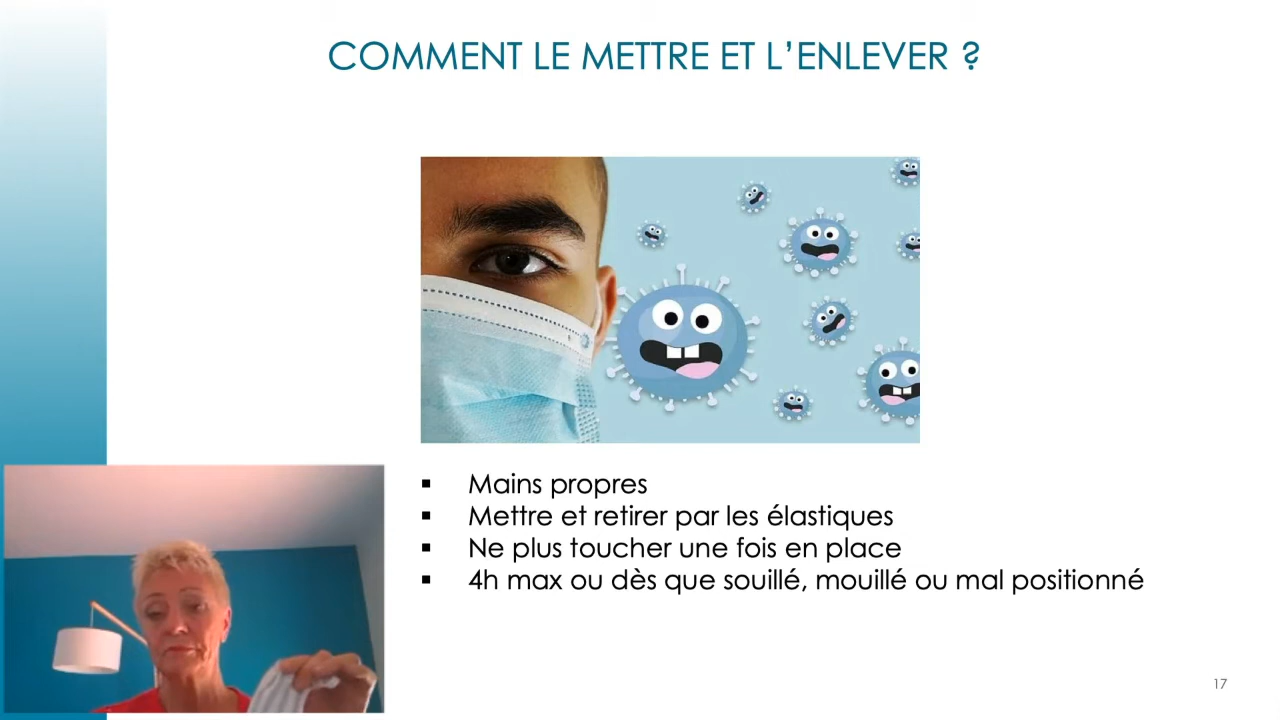 COMMENT LE METTRE ET L’ENLEVER ?
▪ Mains propres
▪ Mettre et retirer par les élastiques
▪ Ne plus toucher une fois en place
▪ 4h max ou dès que souillé, mouillé ou mal positionné
17